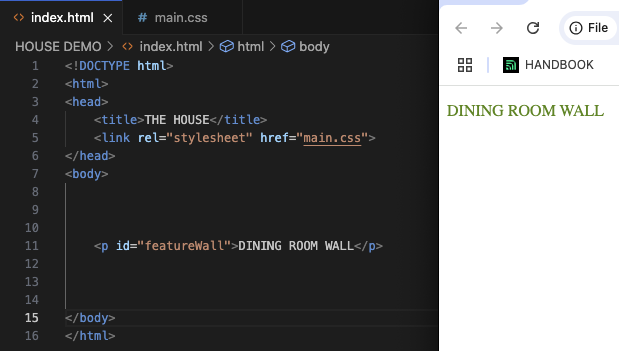 index.html
main.css
HOUSE DEMO > index.html > html > body
1 <!DOCTYPE html>
2 <html>
3 <head>
4 <title>THE HOUSE</title>
5 <link rel="stylesheet" href="main.css">
6 </head>
7 <body>
8
9
10
11 <p id="featureWall">DINING ROOM WALL</p>
12
13
14
15 </body>
16 </html>
File
HANDBOOK
DINING ROOM WALL